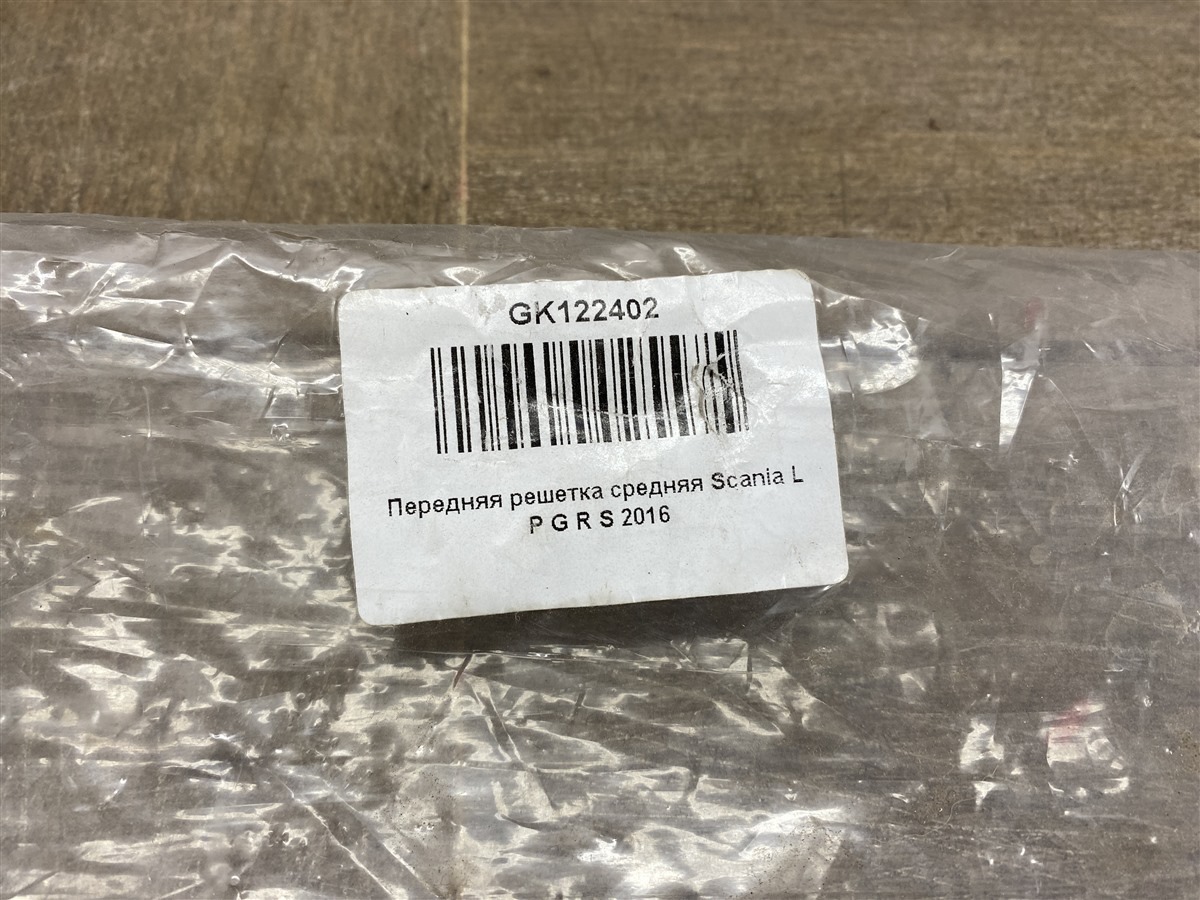 GK122402
Передняя решетка средняя Scania L
P G R S 2016